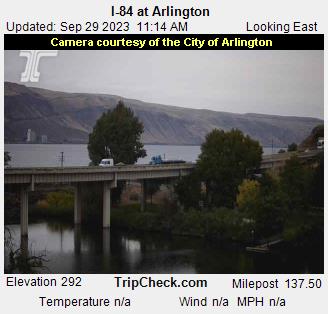 I-84 at Arlington
Updated: Sep 29 2023 11:14 AM Looking East
Camera courtesy of the City of Arlington
Elevation 292 TripCheck.com Milepost 137.50
Temperature n/a Wind n/a MPH n/a